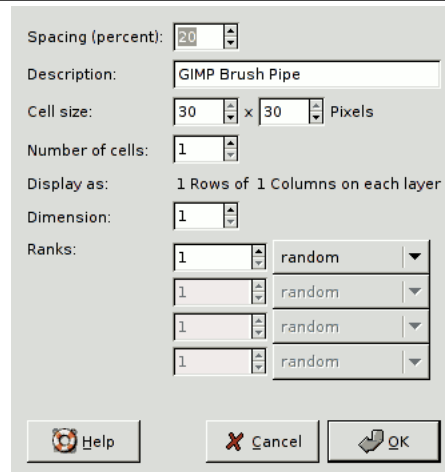 Spacing (percent): 20
Description: GIMP Brush Pipe
Cell size: 30 x 30 Pixels
Number of cells: 1
Display as: 1 Rows of 1 Columns on each layer
Dimension: 1
Ranks: 1 random
1 random
1 random
1 random
Help Cancel OK